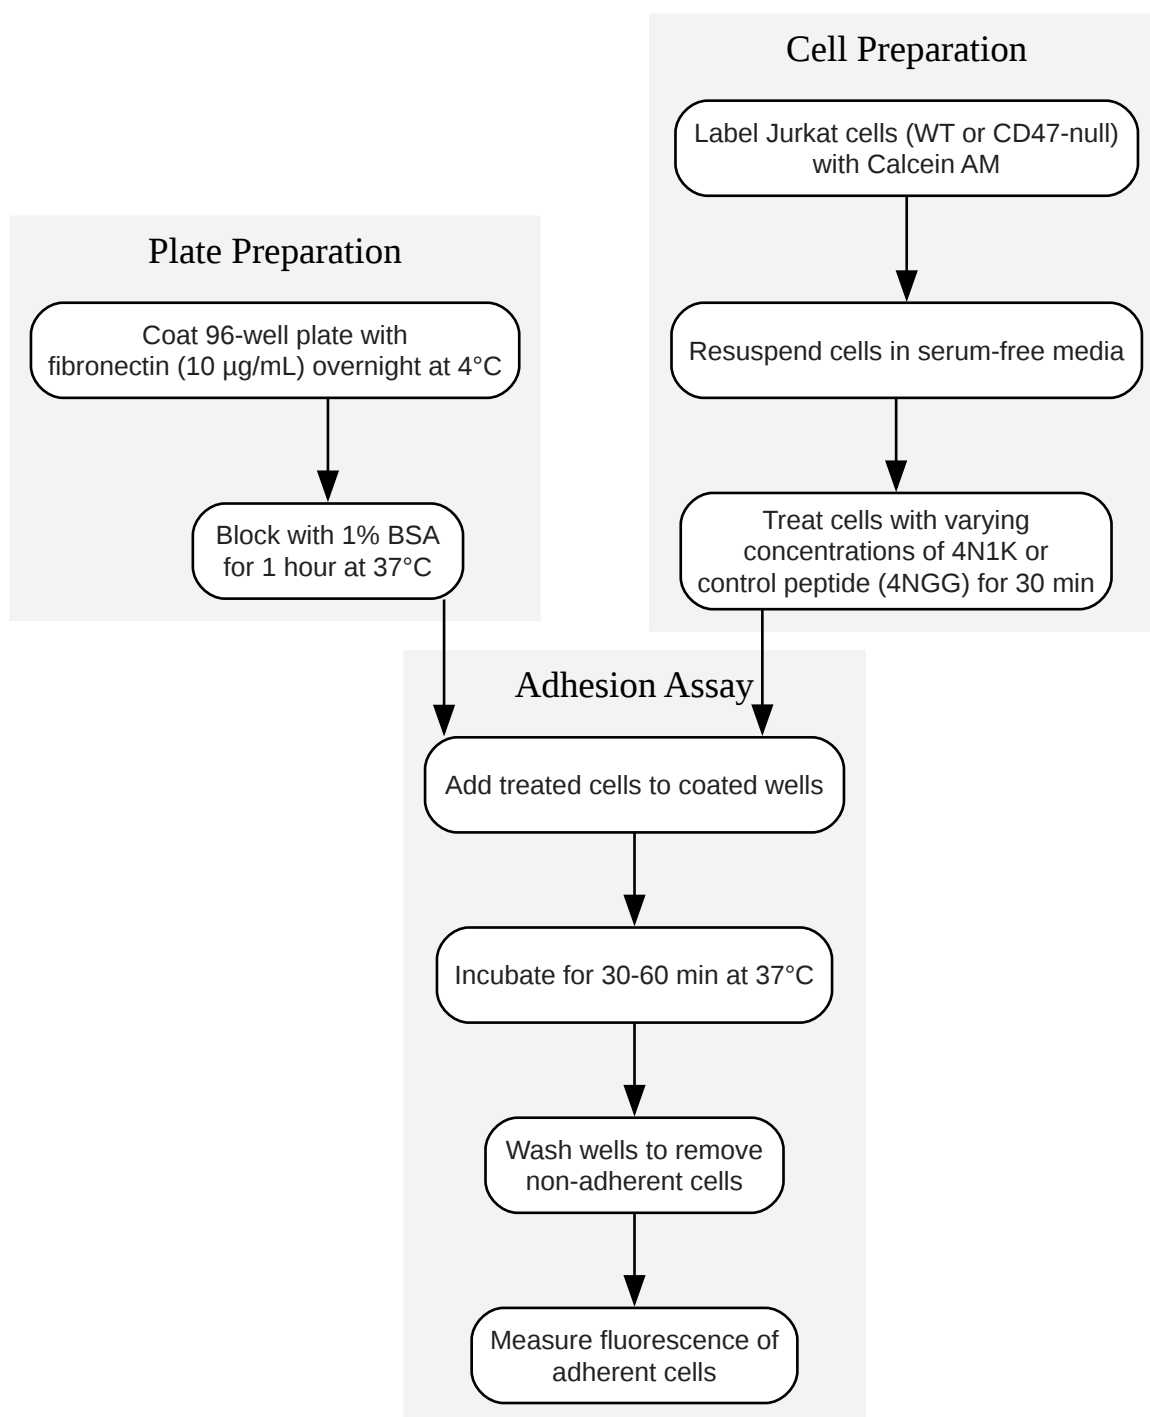 Cell Preparation
Label Jurkat cells (WT or CD47-null)
with Calcein AM
Resuspend cells in serum-free media
Treat cells with varying
concentrations of 4N1K or
control peptide (4NGG) for 30 min
Plate Preparation
Coat 96-well plate with
fibronectin (10 µg/mL) overnight at 4°C
Block with 1% BSA
for 1 hour at 37°C
Adhesion Assay
Add treated cells to coated wells
Incubate for 30-60 min at 37°C
Wash wells to remove
non-adherent cells
Measure fluorescence of
adherent cells